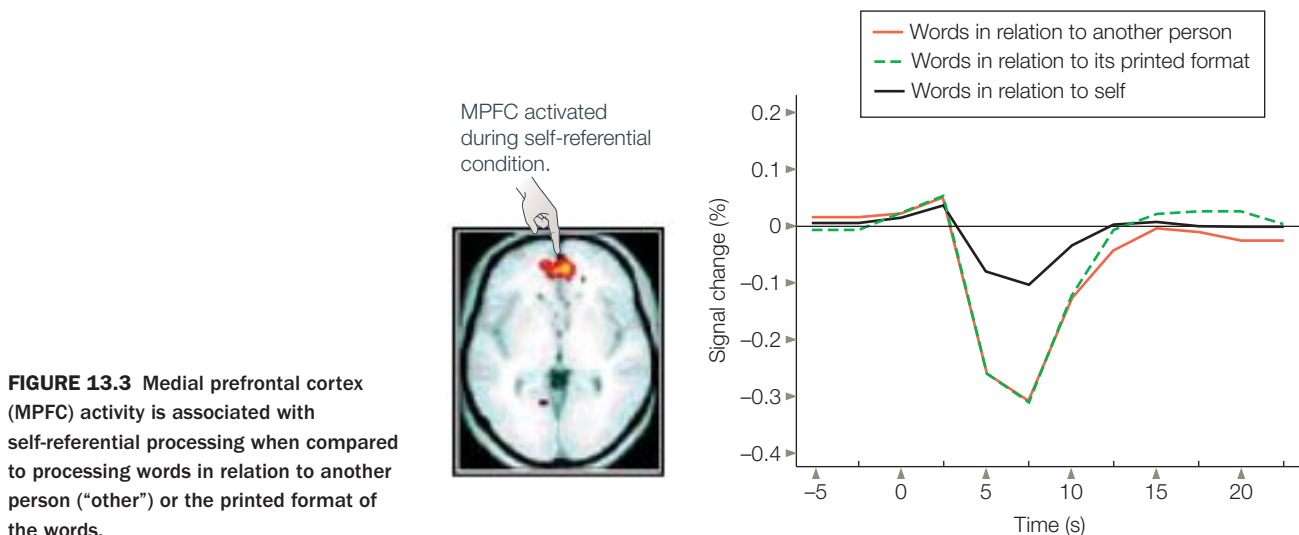 FIGURE 13.3 Medial prefrontal cortex
(MPFC) activity is associated with
self-referential processing when compared
to processing words in relation to another
person (“other”) or the printed format of
the words.
MPFC activated
during self-referential
condition.
Words in relation to another person
Words in relation to its printed format
Words in relation to self
Signal change (%)
0.2
0.1
0
–0.1
–0.2
–0.3
–0.4
–5 0 5 10 15 20
Time (s)